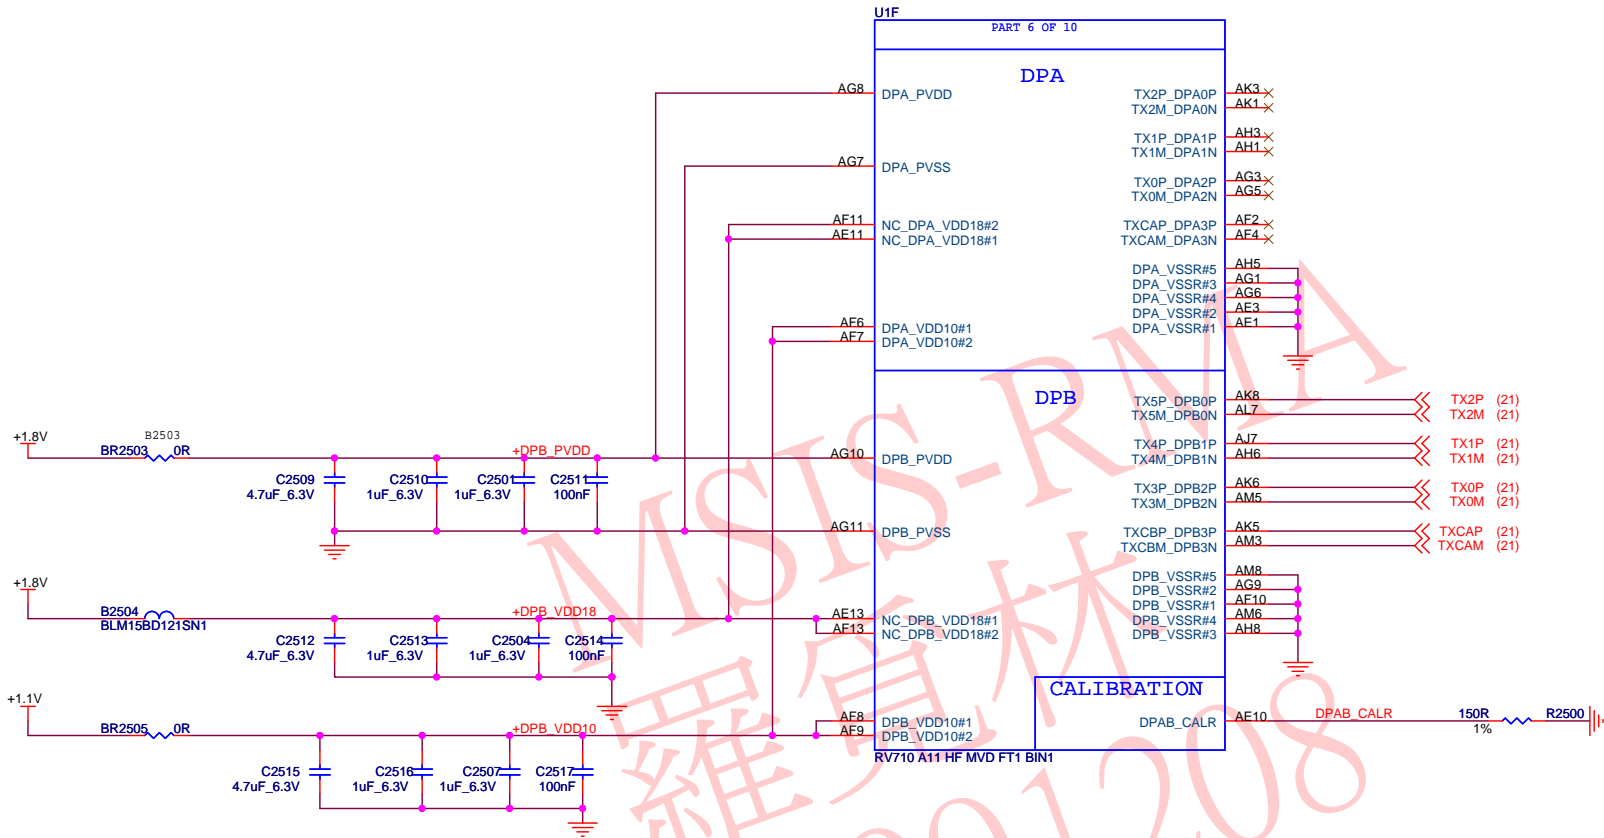 U1F
PART 6 OF 10
DPA
AG8 DPA_PVDD
TX2P_DPA0P AK3
TX2M_DPA0N AK1
TX1P_DPA1P AH3
TX1M_DPA1N AH1
AG7 DPA_PVSS
TX0P_DPA2P AG3
TX0M_DPA2N AG5
AF11 NC_DPA_VDD18#2
AE11 NC_DPA_VDD18#1
TXCAP_DPA3P AF2
TXCAM_DPA3N AF4
DPA_VSSR#5 AH5
DPA_VSSR#3 AG1
DPA_VSSR#4 AG6
DPA_VSSR#2 AE3
DPA_VSSR#1 AE1
AF6 DPA_VDD10#1
AF7 DPA_VDD10#2
DPB
TX5P_DPB0P AK8 TX2P (21)
TX5M_DPB0N AL7 TX2M (21)
TX4P_DPB1P AJ7 TX1P (21)
TX4M_DPB1N AH6 TX1M (21)
TX3P_DPB2P AK6 TX0P (21)
TX3M_DPB2N AM5 TX0M (21)
TXCBP_DPB3P AK5 TXCAP (21)
TXCBM_DPB3N AM3 TXCAM (21)
+1.8V
B2503
BR2503 0R
+DPB_PVDD
AG10 DPB_PVDD
C2509 4.7uF_6.3V
C2510 1uF_6.3V
C2501 1uF_6.3V
C2511 100nF
AG11 DPB_PVSS
DPB_VSSR#5 AM8
DPB_VSSR#2 AG9
DPB_VSSR#1 AF10
DPB_VSSR#4 AM6
DPB_VSSR#3 AH8
+1.8V
B2504
BLM15BD121SN1
+DPB_VDD18
AE13 NC_DPB_VDD18#1
AF13 NC_DPB_VDD18#2
C2512 4.7uF_6.3V
C2513 1uF_6.3V
C2504 1uF_6.3V
C2514 100nF
CALIBRATION
DPAB_CALR AE10 DPAB_CALR 150R 1% R2500
+1.1V
BR2505 0R
+DPB_VDD10
AF8 DPB_VDD10#1
AF9 DPB_VDD10#2
C2515 4.7uF_6.3V
C2516 1uF_6.3V
C2507 1uF_6.3V
C2517 100nF
RV710 A11 HF MVD FT1 BIN1
MSIS-RMA